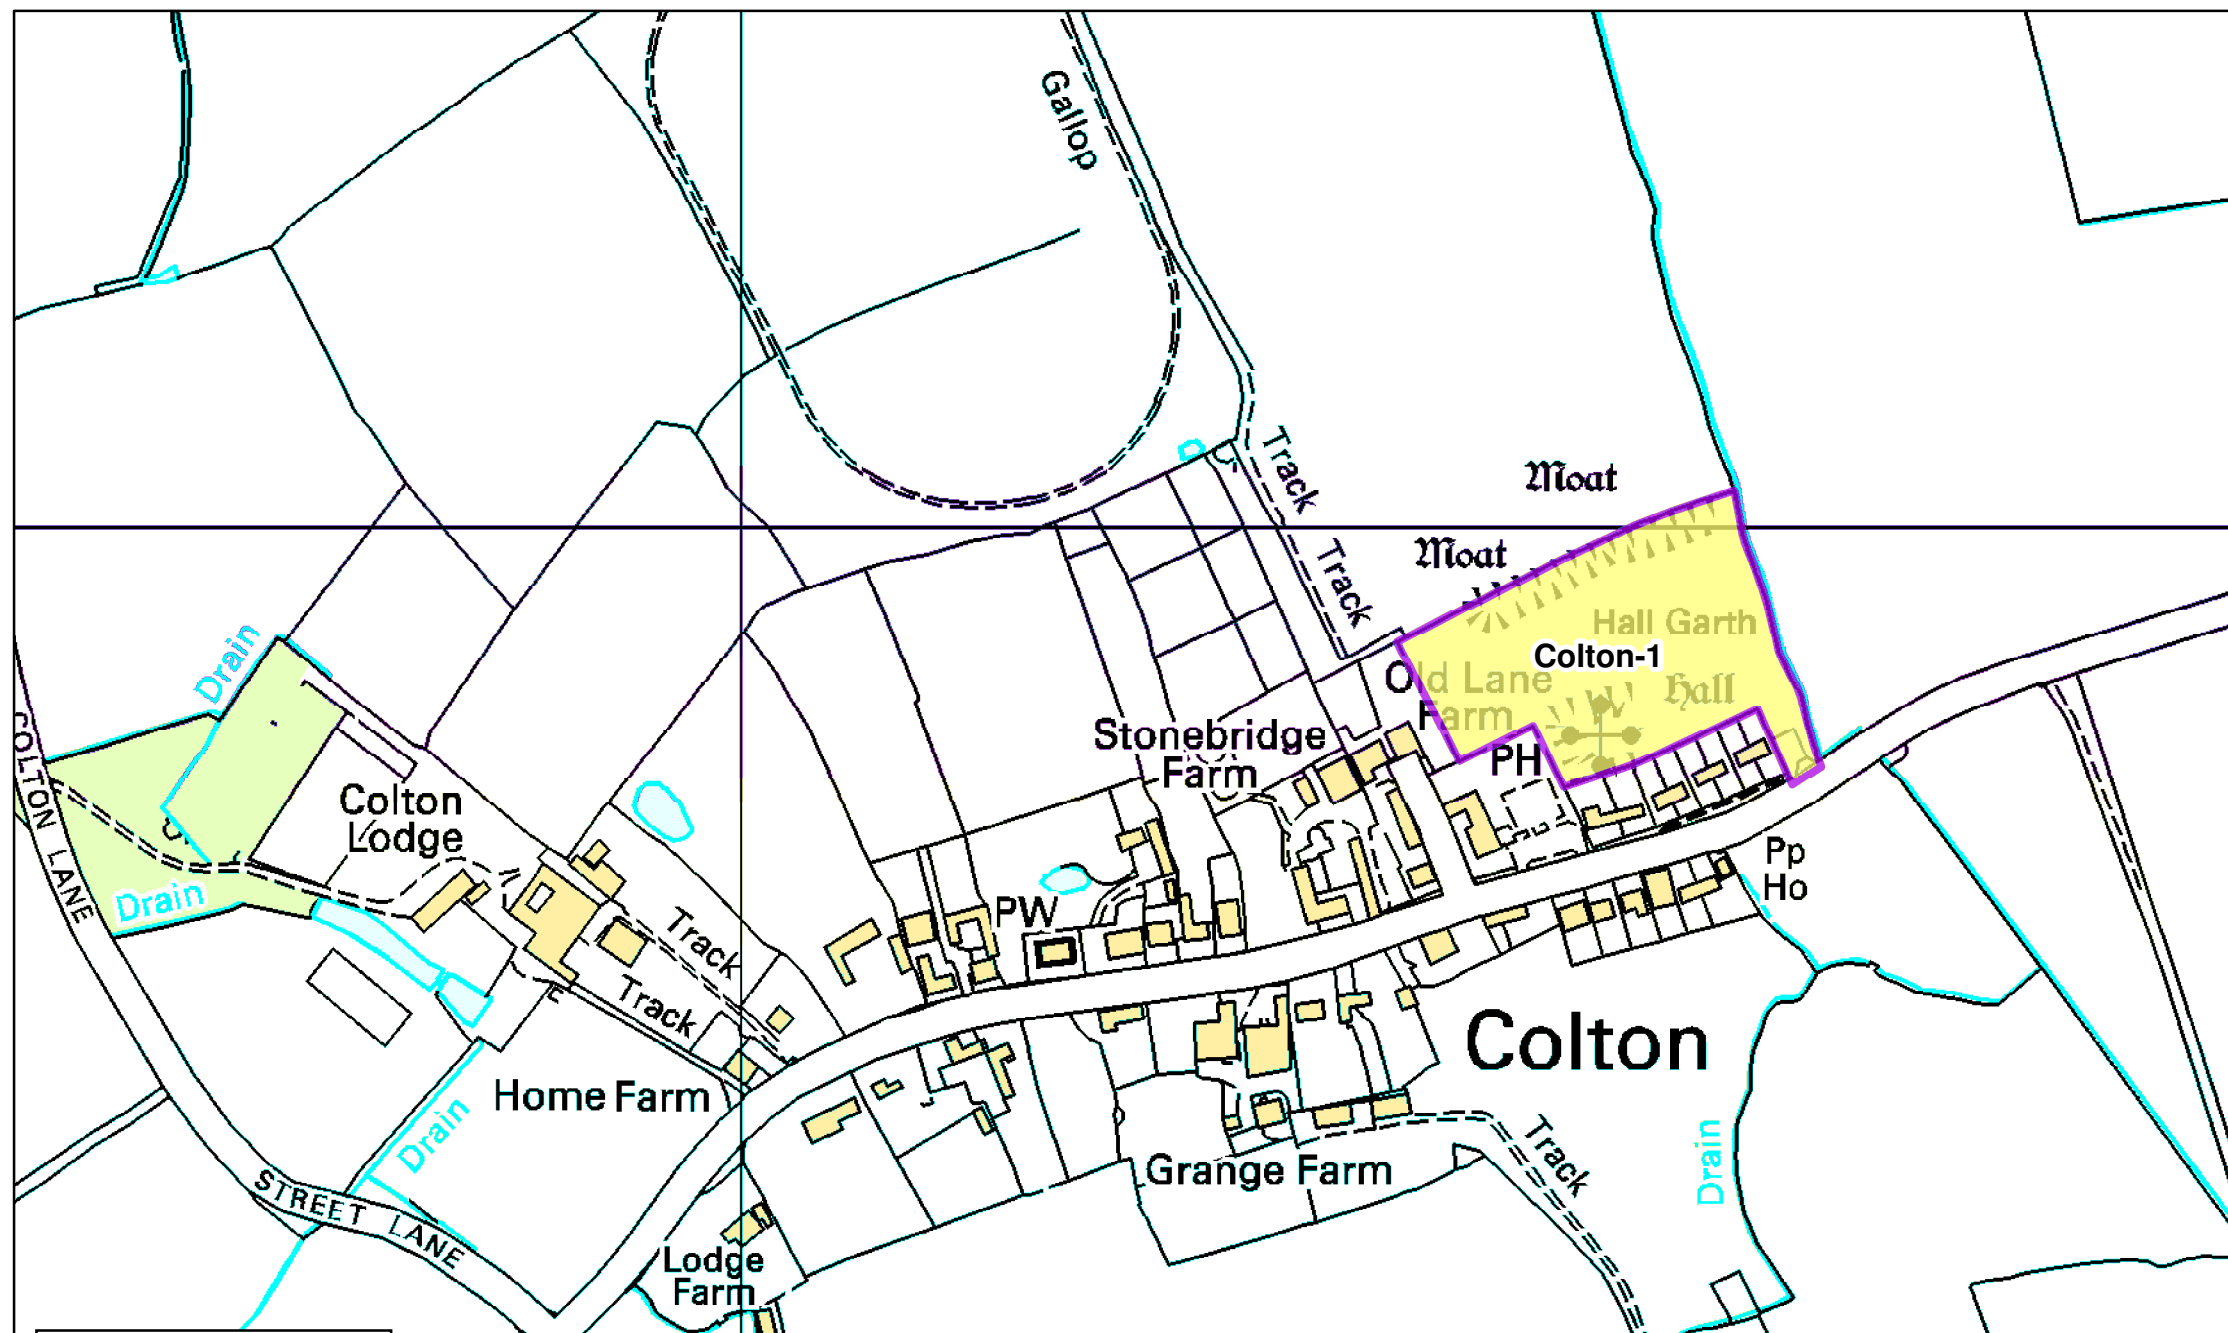 Gallop
Track
Moat
Moat
Track
Hall Garth
Colton-1
Drain
Old Lane
Farm
Hall
COLTON LANE
Stonebridge
Farm
PH
Colton
Lodge
Pp
Ho
Drain
PW
Track
Track
Colton
Home Farm
Drain
Grange Farm
Track
Drain
STREET LANE
Lodge
Farm